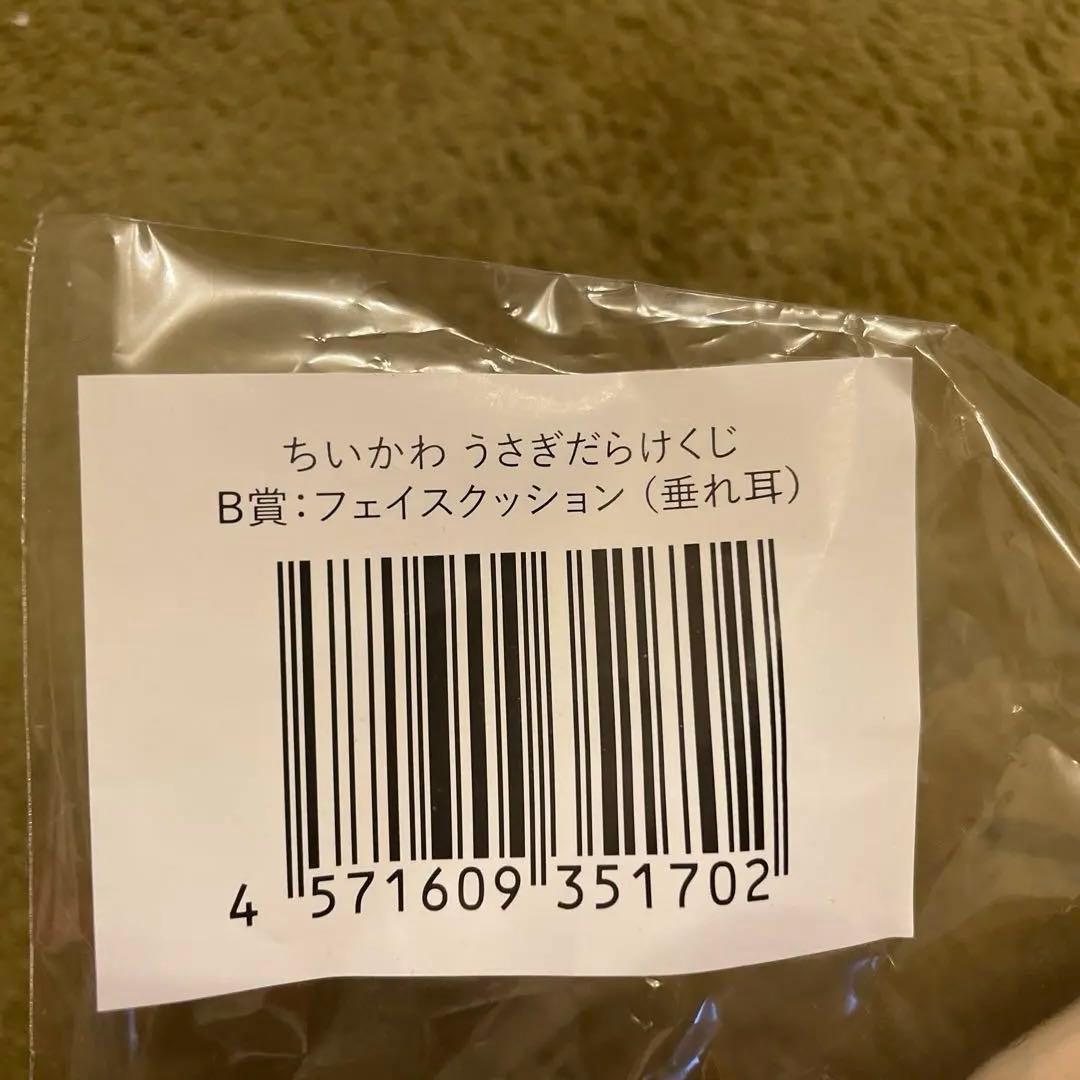 ちいかわ うさぎだらけくじ
B賞：フェイスクッション（垂れ耳）
4 571609 351702